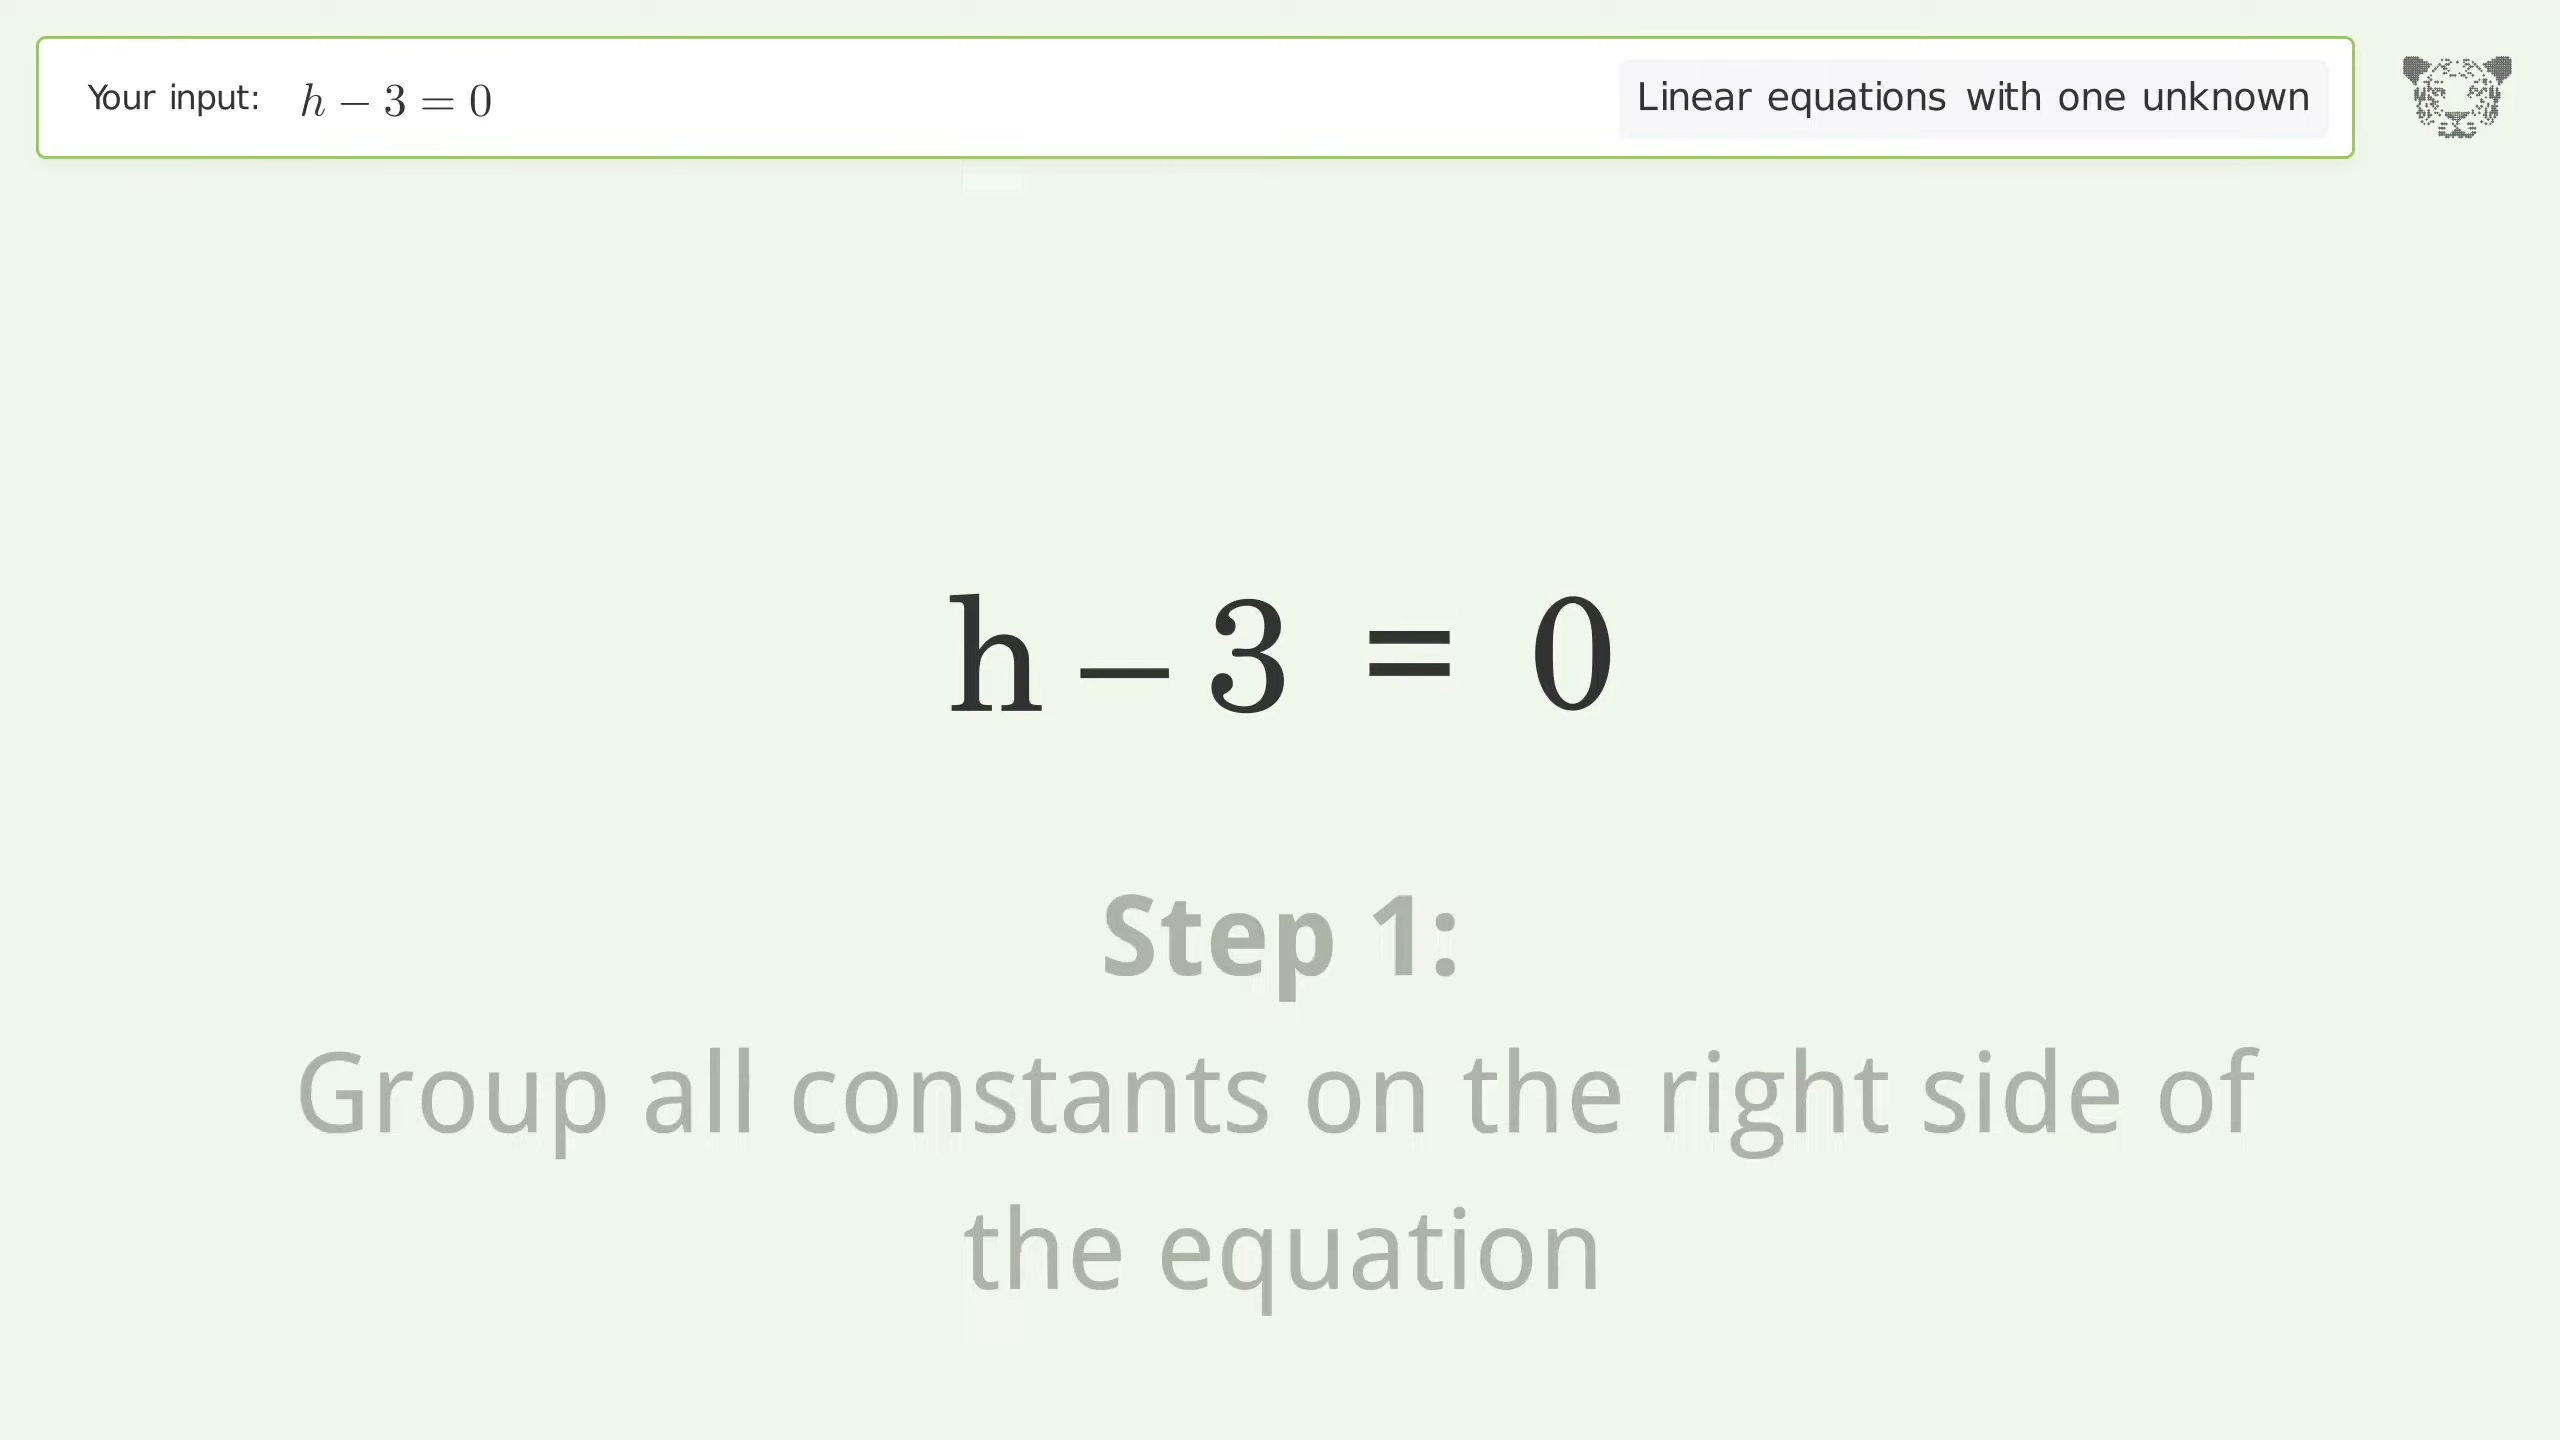 Your input: h − 3 = 0
Linear equations with one unknown
h − 3 = 0
Step 1:
Group all constants on the right side of
the equation